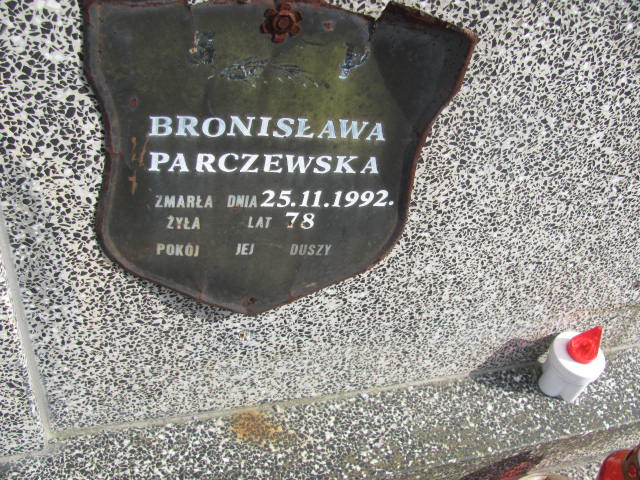 BRONISŁAWA
PARCZEWSKA
ZMARŁA DNIA 25.11.1992.
ŻYŁA LAT 78
POKÓJ JEJ DUSZY